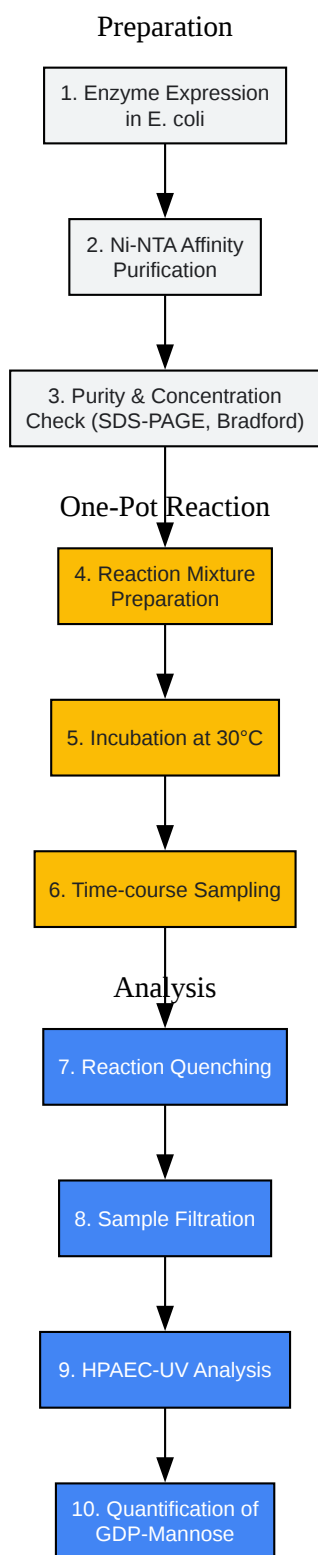 Preparation
1. Enzyme Expression
in E. coli
2. Ni-NTA Affinity
Purification
3. Purity & Concentration
Check (SDS-PAGE, Bradford)
One-Pot Reaction
4. Reaction Mixture
Preparation
5. Incubation at 30°C
6. Time-course Sampling
Analysis
7. Reaction Quenching
8. Sample Filtration
9. HPAEC-UV Analysis
10. Quantification of
GDP-Mannose